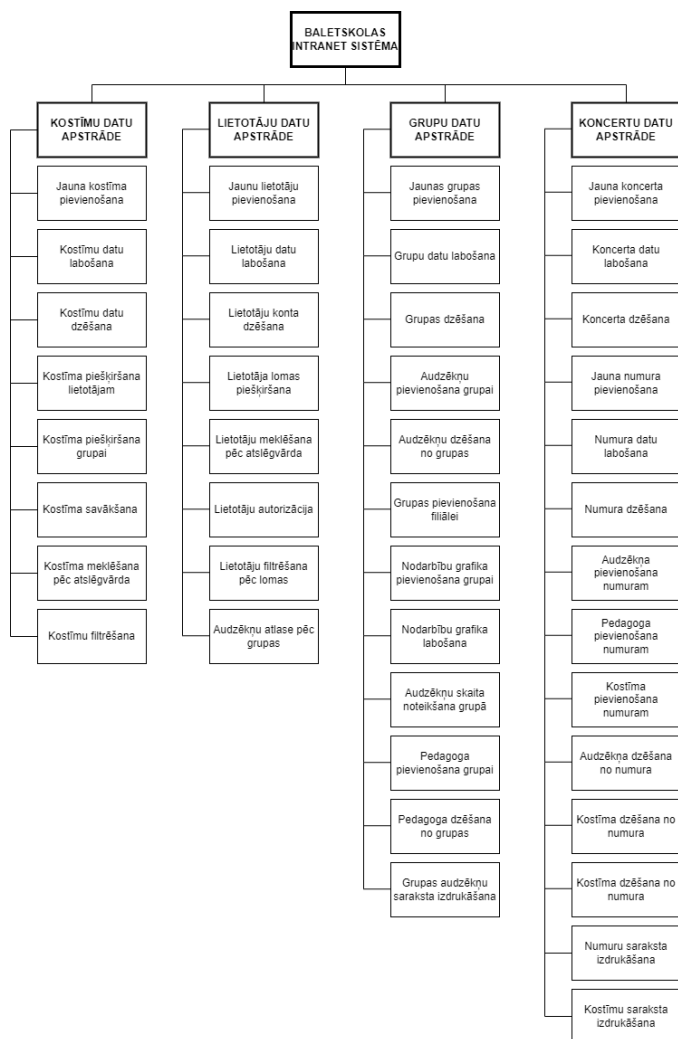 BALETSKOLAS
INTRANET SISTĒMA
KOSTĪMU DATU
APSTRĀDE
Jauna kostīma
pievienošana
Kostīmu datu
labošana
Kostīmu datu
dzēšana
Kostīma piešķiršana
lietotājam
Kostīma piešķiršana
grupai
Kostīma savākšana
Kostīma meklēšana
pēc atslēgvārda
Kostīmu filtrēšana
LIETOTĀJU DATU
APSTRĀDE
Jaunu lietotāju
pievienošana
Lietotāju datu
labošana
Lietotāju konta
dzēšana
Lietotāja lomas
piešķiršana
Lietotāju meklēšana
pēc atslēgvārda
Lietotāju autorizācija
Lietotāju filtrēšana
pēc lomas
Audzēkņu atlase pēc
grupas
GRUPU DATU
APSTRĀDE
Jaunas grupas
pievienošana
Grupu datu labošana
Grupas dzēšana
Audzēkņu
pievienošana grupai
Audzēkņu dzēšana
no grupas
Grupas pievienošana
filiālei
Nodarbību grafika
pievienošana grupai
Nodarbību grafika
labošana
Audzēkņu skaita
noteikšana grupā
Pedagoga
pievienošana grupai
Pedagoga dzēšana
no grupas
Grupas audzēkņu
saraksta izdrukāšana
KONCERTU DATU
APSTRĀDE
Jauna koncerta
pievienošana
Koncerta datu
labošana
Koncerta dzēšana
Jauna numura
pievienošana
Numura datu
labošana
Numura dzēšana
Audzēkņa
pievienošana
numuram
Pedagoga
pievienošana
numuram
Kostīma
pievienošana
numuram
Audzēkņa dzēšana
no numura
Kostīma dzēšana no
numura
Kostīma dzēšana no
numura
Numuru saraksta
izdrukāšana
Kostīmu saraksta
izdrukāšana